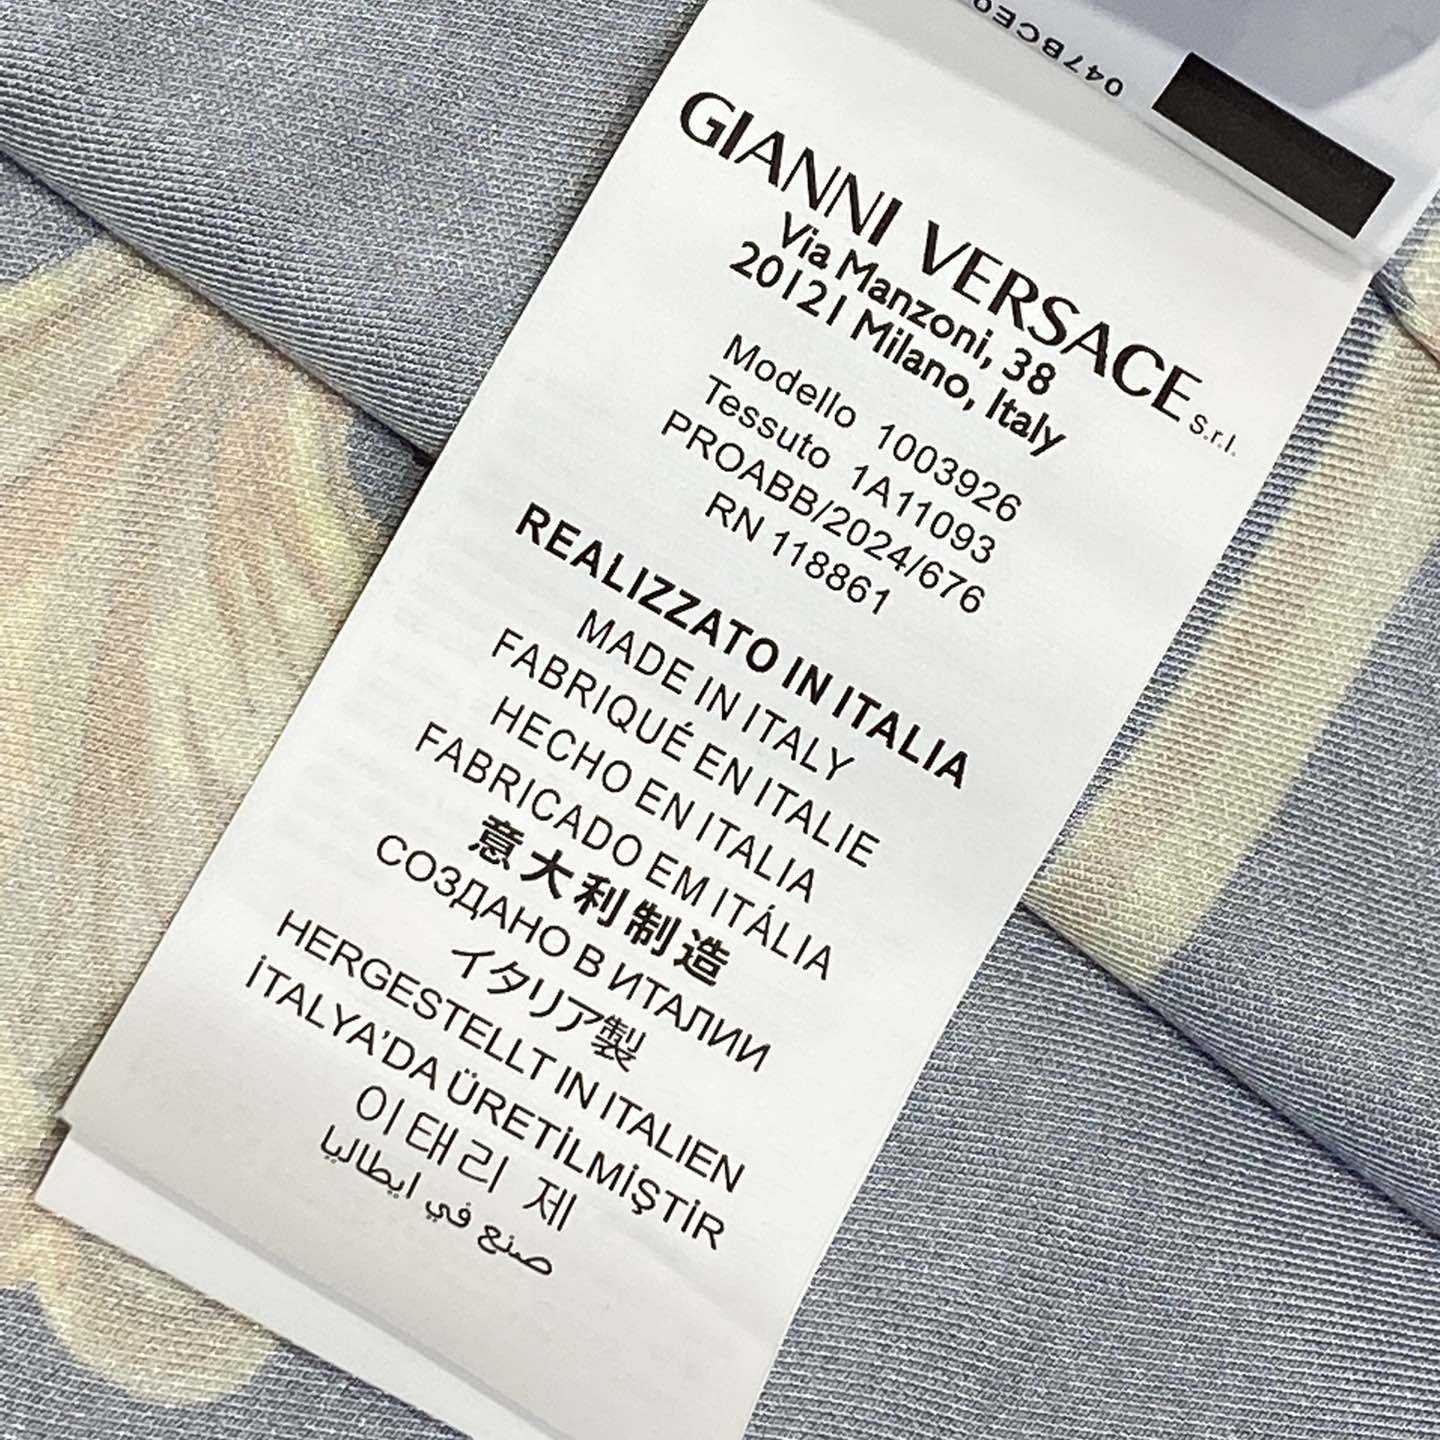 047BCE0
GIANNI VERSACE s.r.l.
Via Manzoni, 38
20121 Milano, Italy
Modello 1003926
Tessuto 1A11093
PROABB/2024/676
RN 118861
REALIZZATO IN ITALIA
MADE IN ITALY
FABRIQUÉ EN ITALIE
HECHO EN ITALIA
FABRICADO EM ITÁLIA
意大利制造
СОЗДАНО В ИТАЛИИ
イタリア製
HERGESTELLT IN ITALIEN
İTALYA'DA ÜRETİLMİŞTİR
이태리 제
صنع في ايطاليا